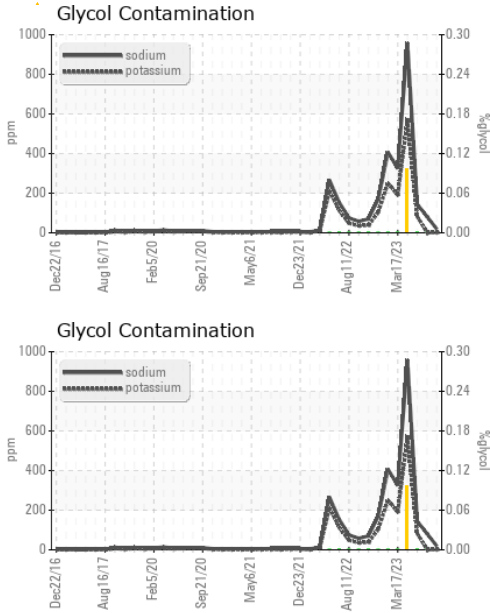 Glycol Contamination
1000
800
600
400
200
0
ppm
sodium
potassium
0.30
0.24
0.18
0.12
0.06
0.00
%glycol
Dec22/16
Aug16/17
Feb5/20
Sep21/20
May6/21
Dec23/21
Aug11/22
Mar17/23
Glycol Contamination
1000
800
600
400
200
0
ppm
sodium
potassium
0.30
0.24
0.18
0.12
0.06
0.00
%glycol
Dec22/16
Aug16/17
Feb5/20
Sep21/20
May6/21
Dec23/21
Aug11/22
Mar17/23